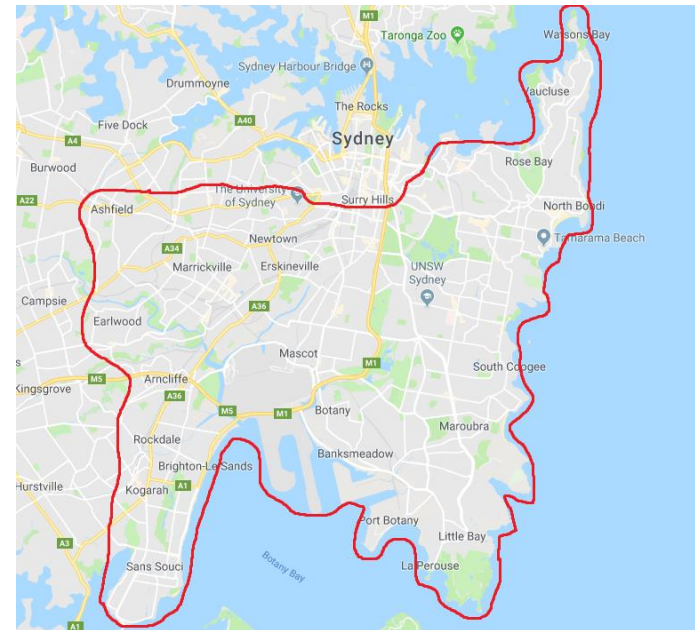 M1
Taronga Zoo
Watsons Bay
Sydney Harbour Bridge
Vaucluse
Drummoyne
The Rocks
Five Dock
A40
A4
Sydney
Burwood
Rose Bay
The University
of Sydney
A22
Surry Hills
Ashfield
North Bondi
Newtown
Tamarama Beach
A34
Marrickville
Erskineville
UNSW
Sydney
Campsie
A36
Earlwood
Mascot
M1
South Coogee
M5
Kingsgrove
Arncliffe
A36
M5
M1
Botany
Maroubra
Rockdale
Banksmeadow
Brighton-Le-Sands
Hurstville
Kogarah
A1
Port Botany
Little Bay
A3
Botany Bay
Sans Souci
La Perouse
A1